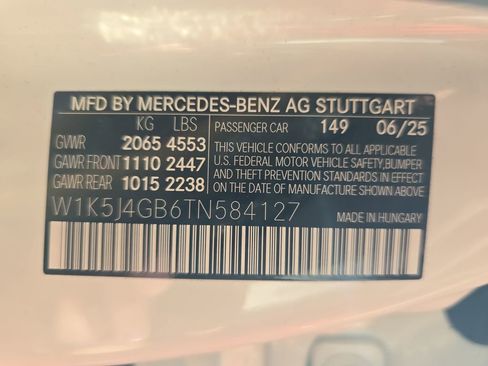 MFD BY MERCEDES-BENZ AG STUTTGART
KG LBS PASSENGER CAR 149 06/25
GVWR 2065 4553
GAWR FRONT 1110 2447
GAWR REAR 1015 2238
THIS VEHICLE CONFORMS TO ALL APPLICABLE
U.S. FEDERAL MOTOR VEHICLE SAFETY, BUMPER
AND THEFT PREVENTION STANDARDS IN EFFECT
ON THE DATE OF MANUFACTURE SHOWN ABOVE.
W1K5J4GB6TN584127
MADE IN HUNGARY